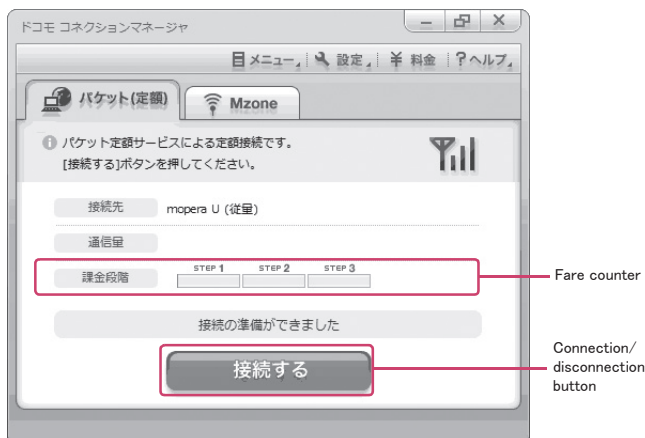 ドコモ コネクションマネージャ
メニュー 設定 ¥ 料金 ?ヘルプ
パケット(定額) Mzone
パケット定額サービスによる定額接続です。
[接続する]ボタンを押してください。
接続先 mopera U (従量)
通信量
課金段階 STEP 1 STEP 2 STEP 3
Fare counter
接続の準備ができました
接続する
Connection/
disconnection
button